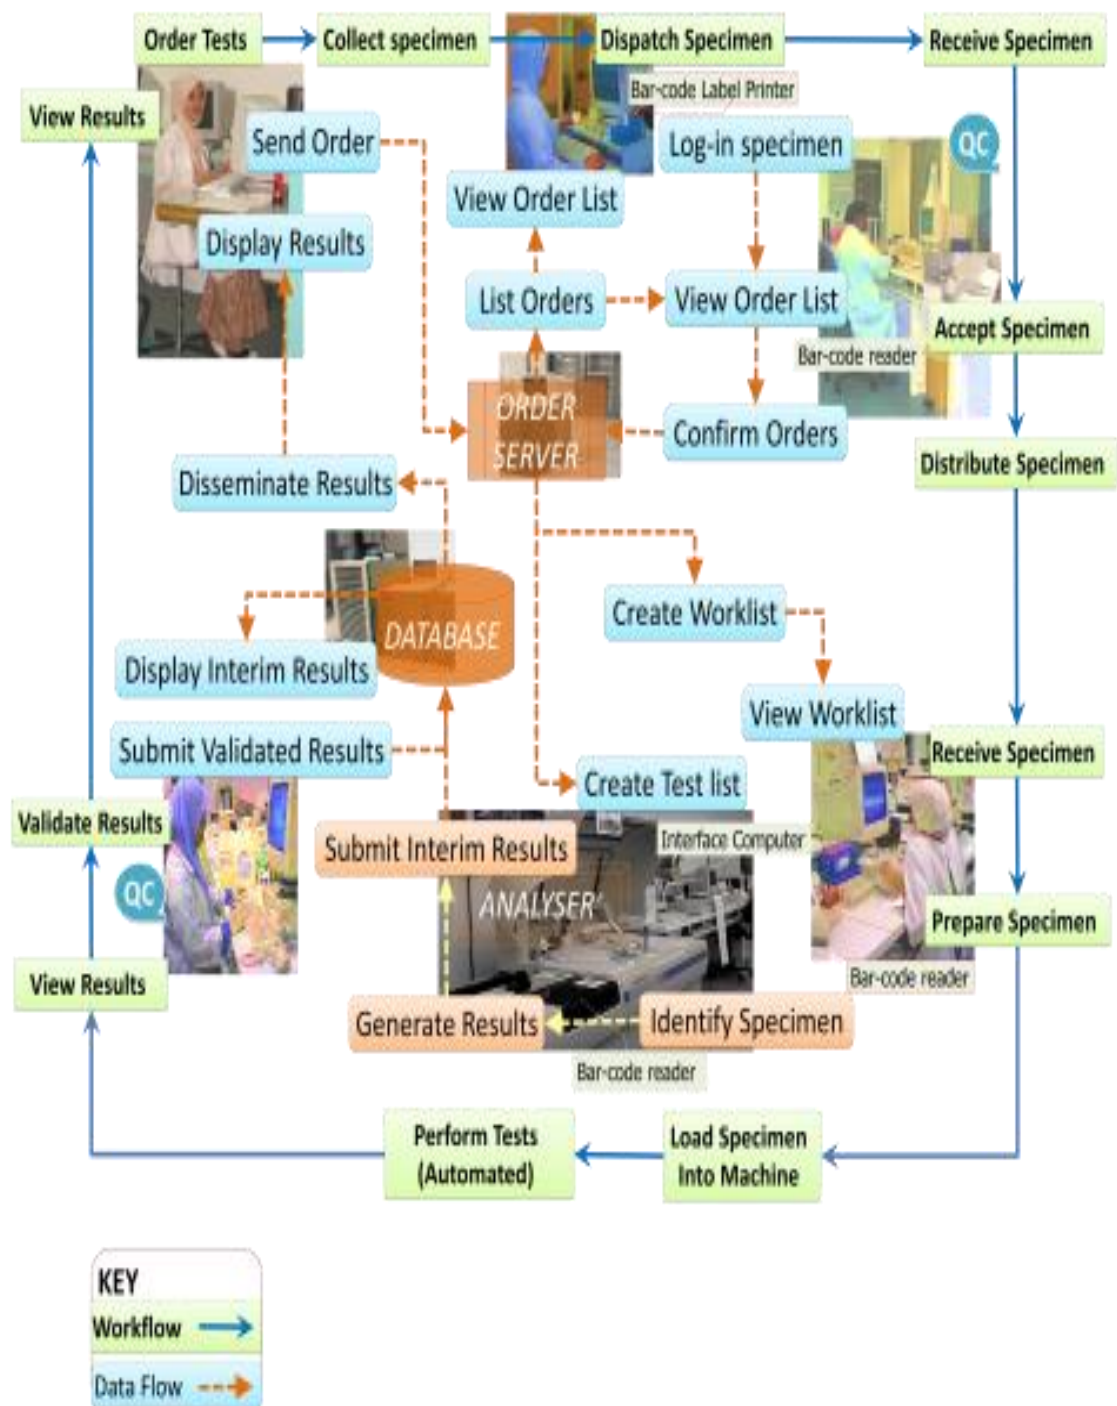 Order Tests
Collect specimen
Dispatch Specimen
Receive Specimen
Bar-code Label Printer
View Results
Send Order
Log-in specimen
QC
View Order List
Display Results
List Orders
View Order List
Accept Specimen
Bar-code reader
ORDER
SERVER
Confirm Orders
Distribute Specimen
Disseminate Results
Create Worklist
DATABASE
Display Interim Results
View Worklist
Submit Validated Results
Receive Specimen
Create Test list
Validate Results
Submit Interim Results
Interface Computer
QC
ANALYSER
Prepare Specimen
View Results
Bar-code reader
Generate Results
Identify Specimen
Bar-code reader
Perform Tests
(Automated)
Load Specimen
Into Machine
KEY
Workflow
Data Flow